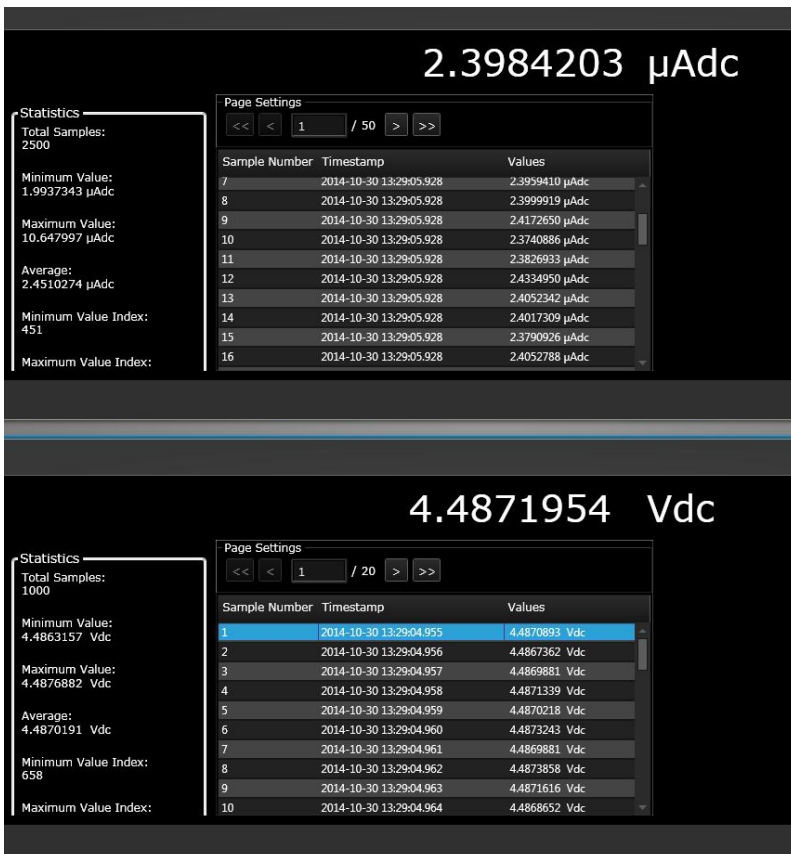 2.3984203 µAdc
Statistics
Total Samples:
2500
Minimum Value:
1.9937343 µAdc
Maximum Value:
10.647997 µAdc
Average:
2.4510274 µAdc
Minimum Value Index:
451
Maximum Value Index:
Page Settings
<< < 1 / 50 > >>
Sample Number Timestamp Values
7 2014-10-30 13:29:05.928 2.3959410 µAdc
8 2014-10-30 13:29:05.928 2.3999919 µAdc
9 2014-10-30 13:29:05.928 2.4172650 µAdc
10 2014-10-30 13:29:05.928 2.3740886 µAdc
11 2014-10-30 13:29:05.928 2.3826933 µAdc
12 2014-10-30 13:29:05.928 2.4334950 µAdc
13 2014-10-30 13:29:05.928 2.4052342 µAdc
14 2014-10-30 13:29:05.928 2.4017309 µAdc
15 2014-10-30 13:29:05.928 2.3790926 µAdc
16 2014-10-30 13:29:05.928 2.4052788 µAdc
4.4871954 Vdc
Statistics
Total Samples:
1000
Minimum Value:
4.4863157 Vdc
Maximum Value:
4.4876882 Vdc
Average:
4.4870191 Vdc
Minimum Value Index:
658
Maximum Value Index:
Page Settings
<< < 1 / 20 > >>
Sample Number Timestamp Values
1 2014-10-30 13:29:04.955 4.4870893 Vdc
2 2014-10-30 13:29:04.956 4.4867362 Vdc
3 2014-10-30 13:29:04.957 4.4869881 Vdc
4 2014-10-30 13:29:04.958 4.4871339 Vdc
5 2014-10-30 13:29:04.959 4.4870218 Vdc
6 2014-10-30 13:29:04.960 4.4873243 Vdc
7 2014-10-30 13:29:04.961 4.4869881 Vdc
8 2014-10-30 13:29:04.962 4.4873858 Vdc
9 2014-10-30 13:29:04.963 4.4871616 Vdc
10 2014-10-30 13:29:04.964 4.4868652 Vdc